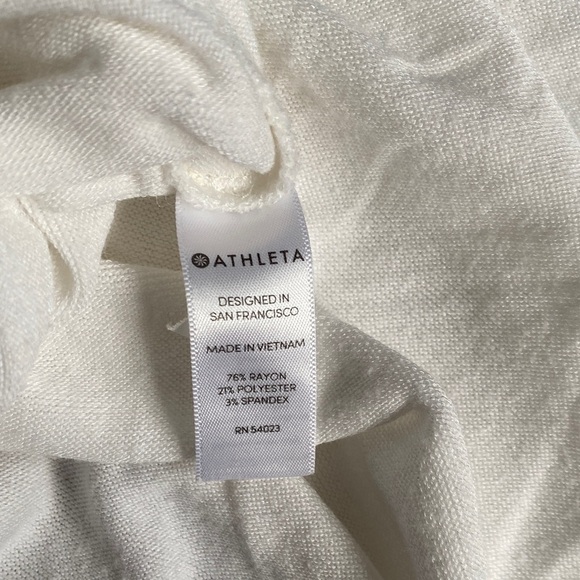 ATHLETA
DESIGNED IN
SAN FRANCISCO
MADE IN VIETNAM
76% RAYON
21% POLYESTER
3% SPANDEX
RN 54023